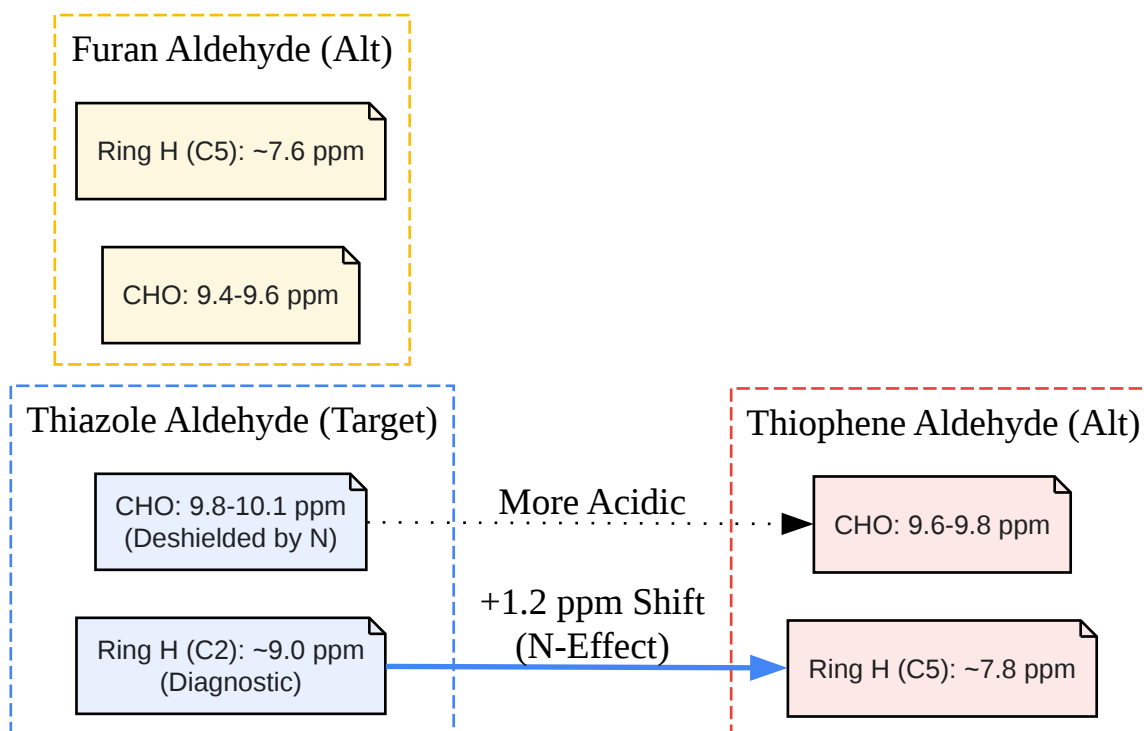 Furan Aldehyde (Alt)
Ring H (C5): ~7.6 ppm
CHO: 9.4-9.6 ppm
Thiazole Aldehyde (Target)
CHO: 9.8-10.1 ppm
(Deshielded by N)
Ring H (C2): ~9.0 ppm
(Diagnostic)
More Acidic
+1.2 ppm Shift
(N-Effect)
Thiophene Aldehyde (Alt)
CHO: 9.6-9.8 ppm
Ring H (C5): ~7.8 ppm